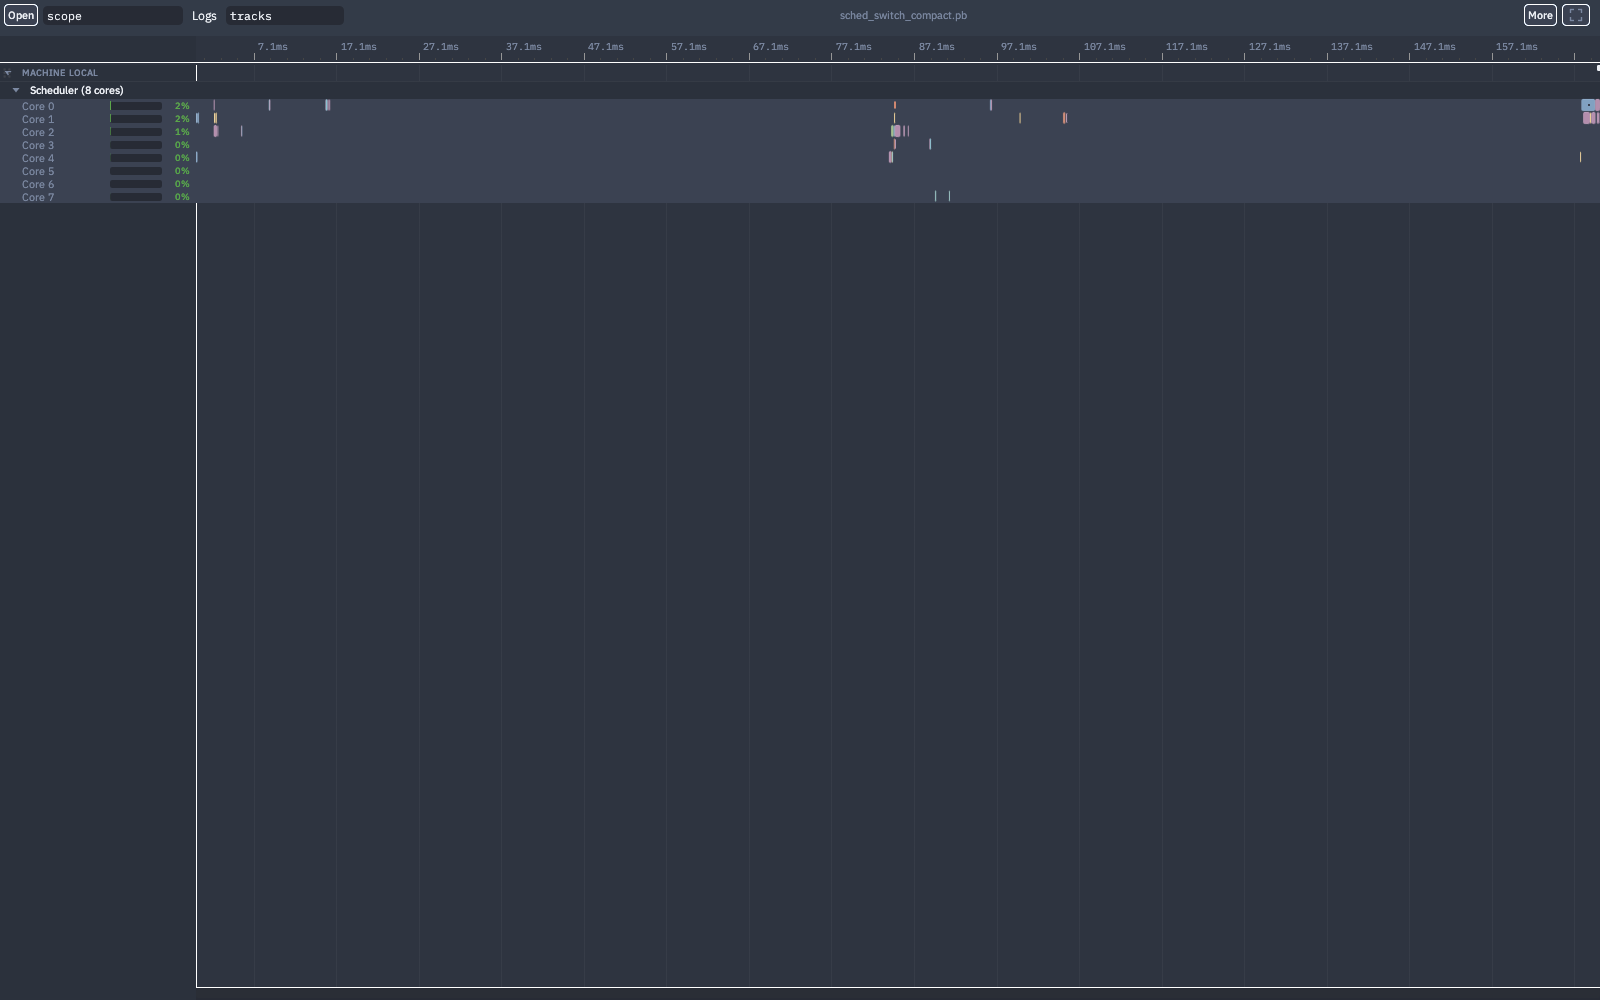 Open scope Logs tracks sched_switch_compact.pb More
7.1ms 17.1ms 27.1ms 37.1ms 47.1ms 57.1ms 67.1ms 77.1ms 87.1ms 97.1ms 107.1ms 117.1ms 127.1ms 137.1ms 147.1ms 157.1ms
MACHINE LOCAL
Scheduler (8 cores)
Core 0 2%
Core 1 2%
Core 2 1%
Core 3 0%
Core 4 0%
Core 5 0%
Core 6 0%
Core 7 0%